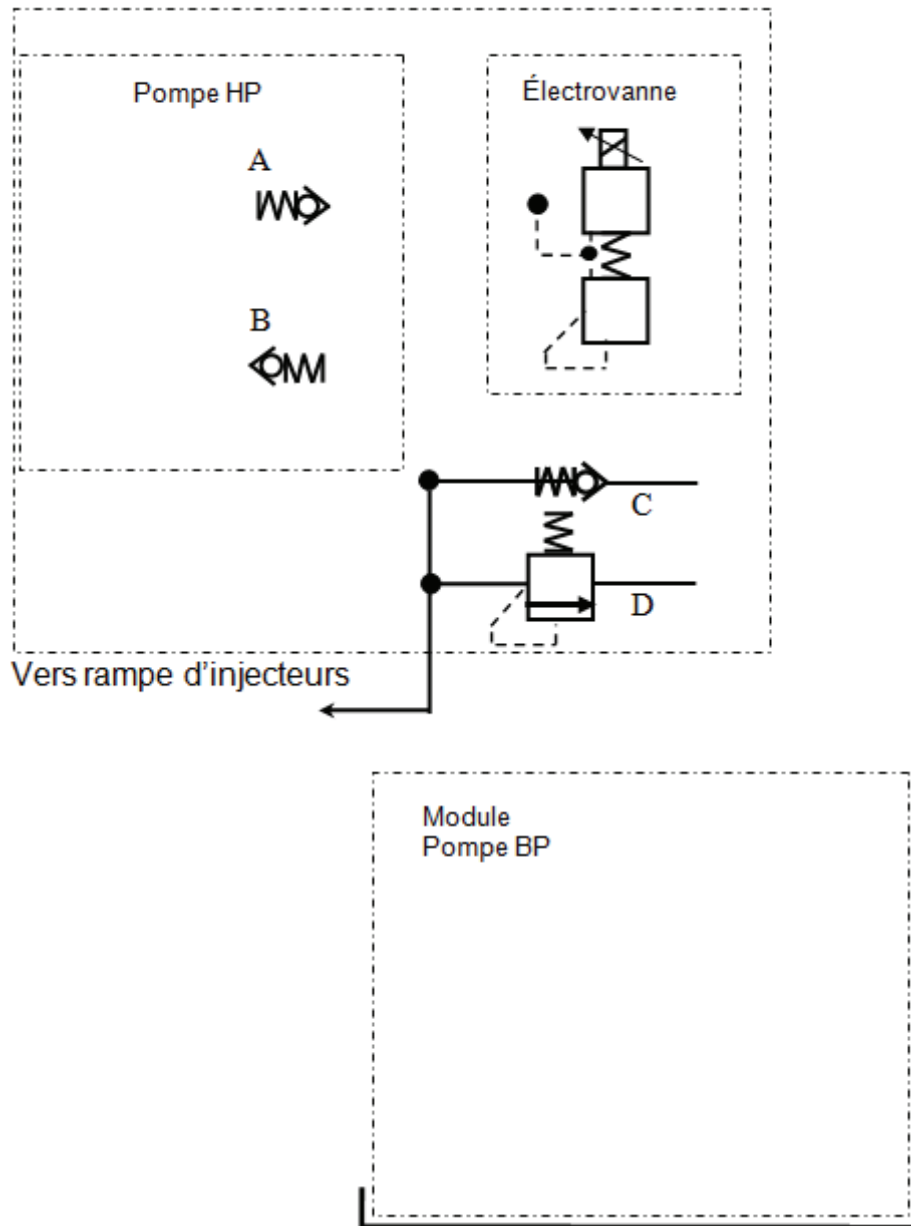 Pompe HP
Électrovanne
A
B
C
D
Vers rampe d'injecteurs
Module
Pompe BP